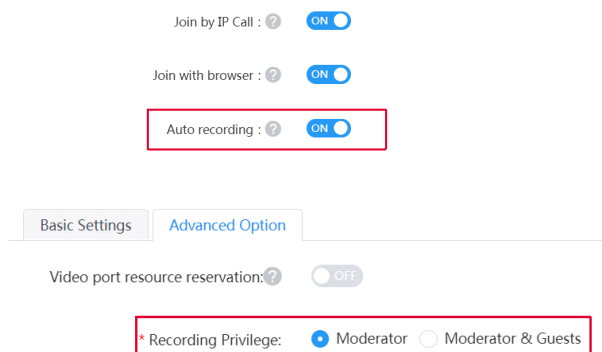 Join by IP Call : ? ON
Join with browser : ? ON
Auto recording : ? ON
Basic Settings Advanced Option
Video port resource reservation: ? OFF
* Recording Privilege: Moderator Moderator & Guests